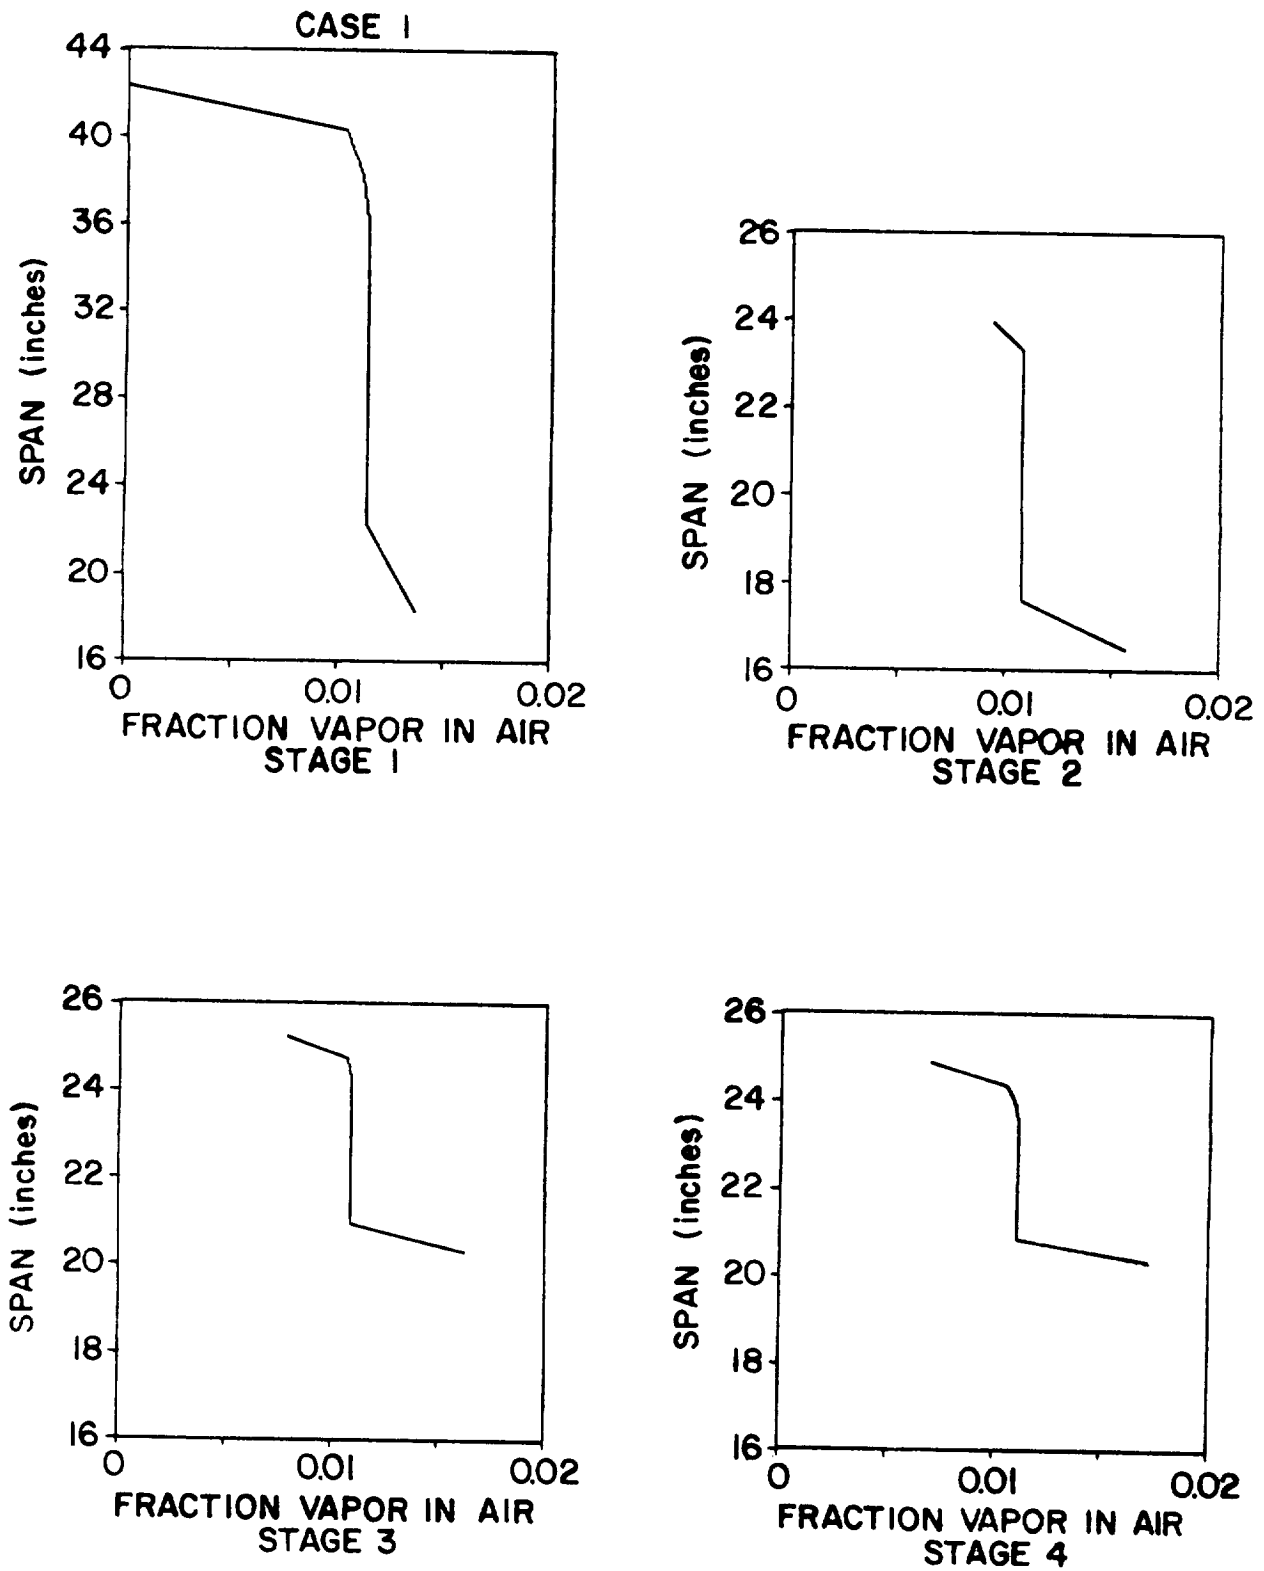 CASE 1
44
40
36
32
28
24
20
16
SPAN (inches)
0 0.01 0.02
FRACTION VAPOR IN AIR
STAGE 1
26
24
22
20
18
16
SPAN (inches)
0 0.01 0.02
FRACTION VAPOR IN AIR
STAGE 2
26
24
22
20
18
16
SPAN (inches)
0 0.01 0.02
FRACTION VAPOR IN AIR
STAGE 3
26
24
22
20
18
16
SPAN (inches)
0 0.01 0.02
FRACTION VAPOR IN AIR
STAGE 4